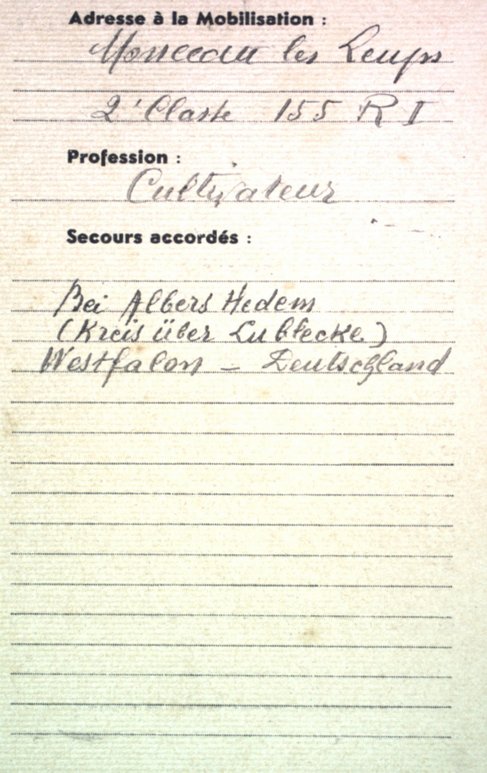 Adresse à la Mobilisation :
Monceau les Leups
2e Classe 155 R I
Profession :
Cultivateur
Secours accordés :
Bei Albers Hedem
(Kreis über Lubbecke)
Westfalen - Deutschland